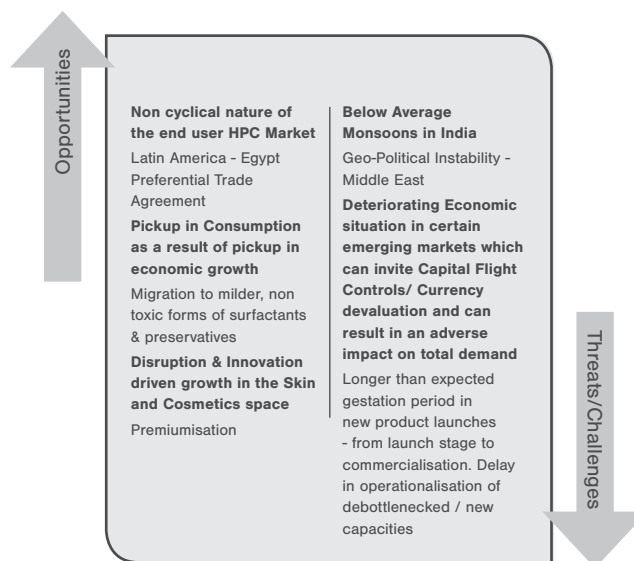 Opportunities
Non cyclical nature of
the end user HPC Market
Latin America - Egypt
Preferential Trade
Agreement
Pickup in Consumption
as a result of pickup in
economic growth
Migration to milder, non
toxic forms of surfactants
& preservatives
Disruption & Innovation
driven growth in the Skin
and Cosmetics space
Premiumisation
Below Average
Monsoons in India
Geo-Political Instability -
Middle East
Deteriorating Economic
situation in certain
emerging markets which
can invite Capital Flight
Controls/ Currency
devaluation and can
result in an adverse
impact on total demand
Longer than expected
gestation period in
new product launches
- from launch stage to
commercialisation. Delay
in operationalisation of
debottlenecked / new
capacities
Threats/Challenges